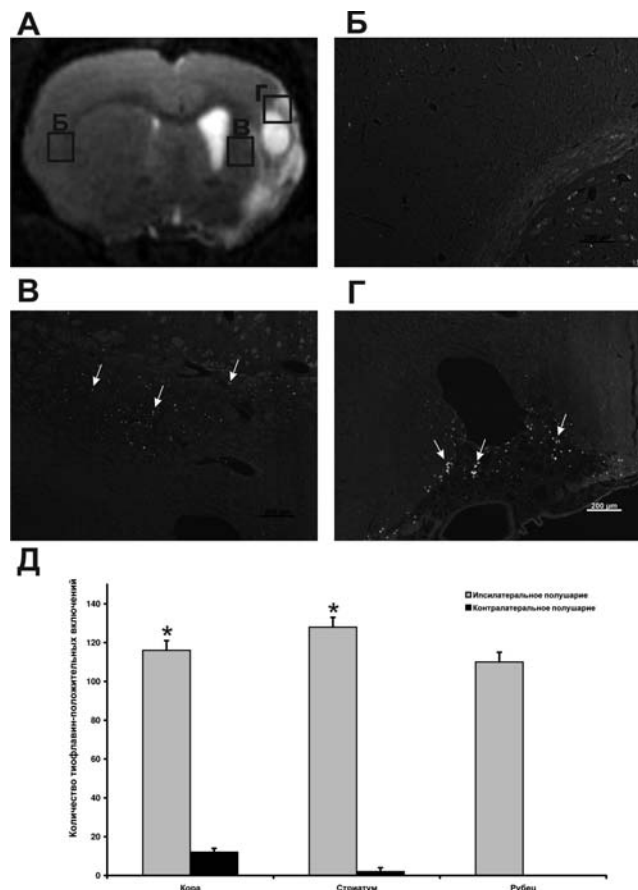 А
Б
Б
В
Г
В
Г
200 µm
Д
Количество тиофлавин-положительных включений
140
120
100
80
60
40
20
0
*
*
Ипсилатеральное полушарие
Контралатеральное полушарие
Кора
Стриатум
Рубец